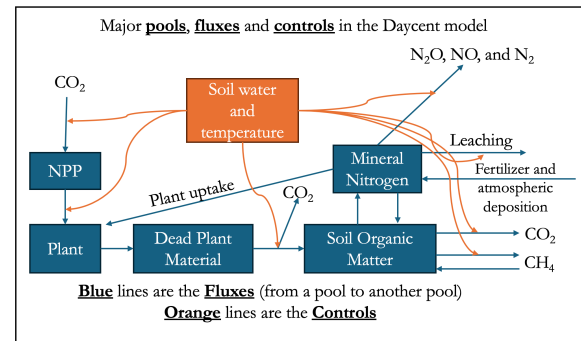 Major pools, fluxes and controls in the Daycent model
N₂O, NO, and N₂
CO₂
Soil water
and
temperature
Leaching
Mineral
Nitrogen
Fertilizer and
atmospheric
deposition
NPP
Plant uptake
CO₂
Plant
Dead Plant
Material
Soil Organic
Matter
CO₂
CH₄
Blue lines are the Fluxes (from a pool to another pool)
Orange lines are the Controls